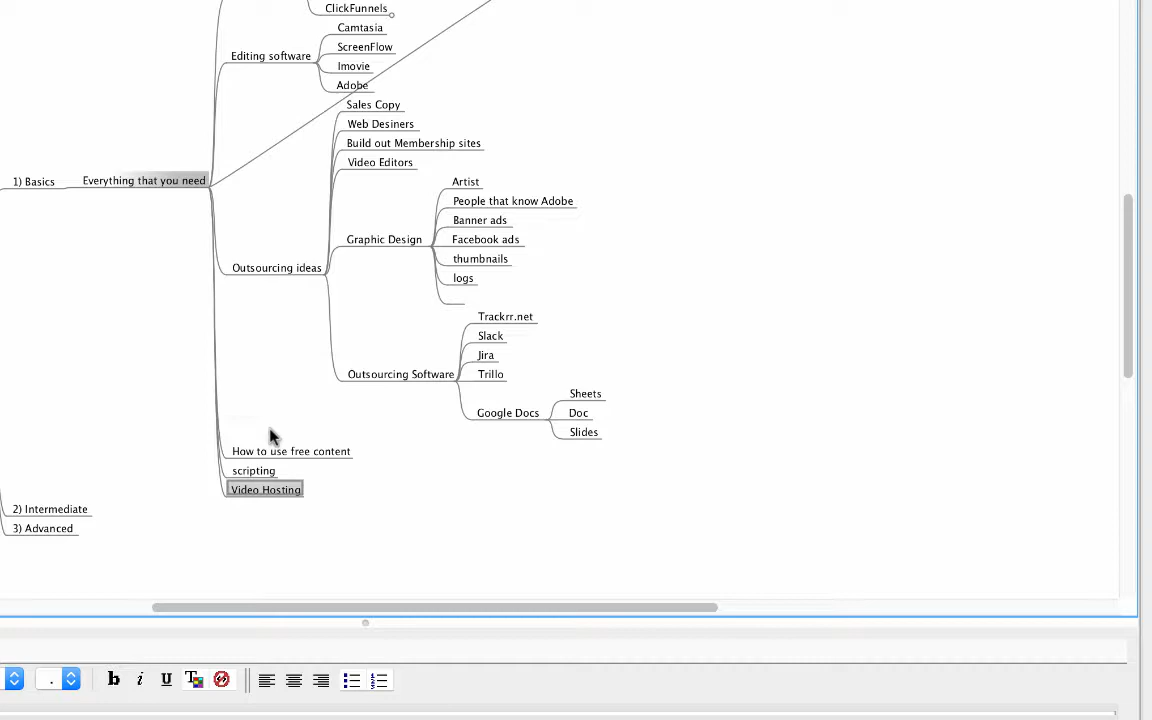 ClickFunnels
Camtasia
Editing software
ScreenFlow
Imovie
Adobe
Sales Copy
Web Desiners
Build out Membership sites
Video Editors
1) Basics
Everything that you need
Artist
People that know Adobe
Banner ads
Graphic Design
Facebook ads
thumbnails
Outsourcing ideas
logs
Trackrr.net
Slack
Jira
Outsourcing Software
Trillo
Sheets
Google Docs
Doc
Slides
How to use free content
scripting
Video Hosting
2) Intermediate
3) Advanced
. b i U T